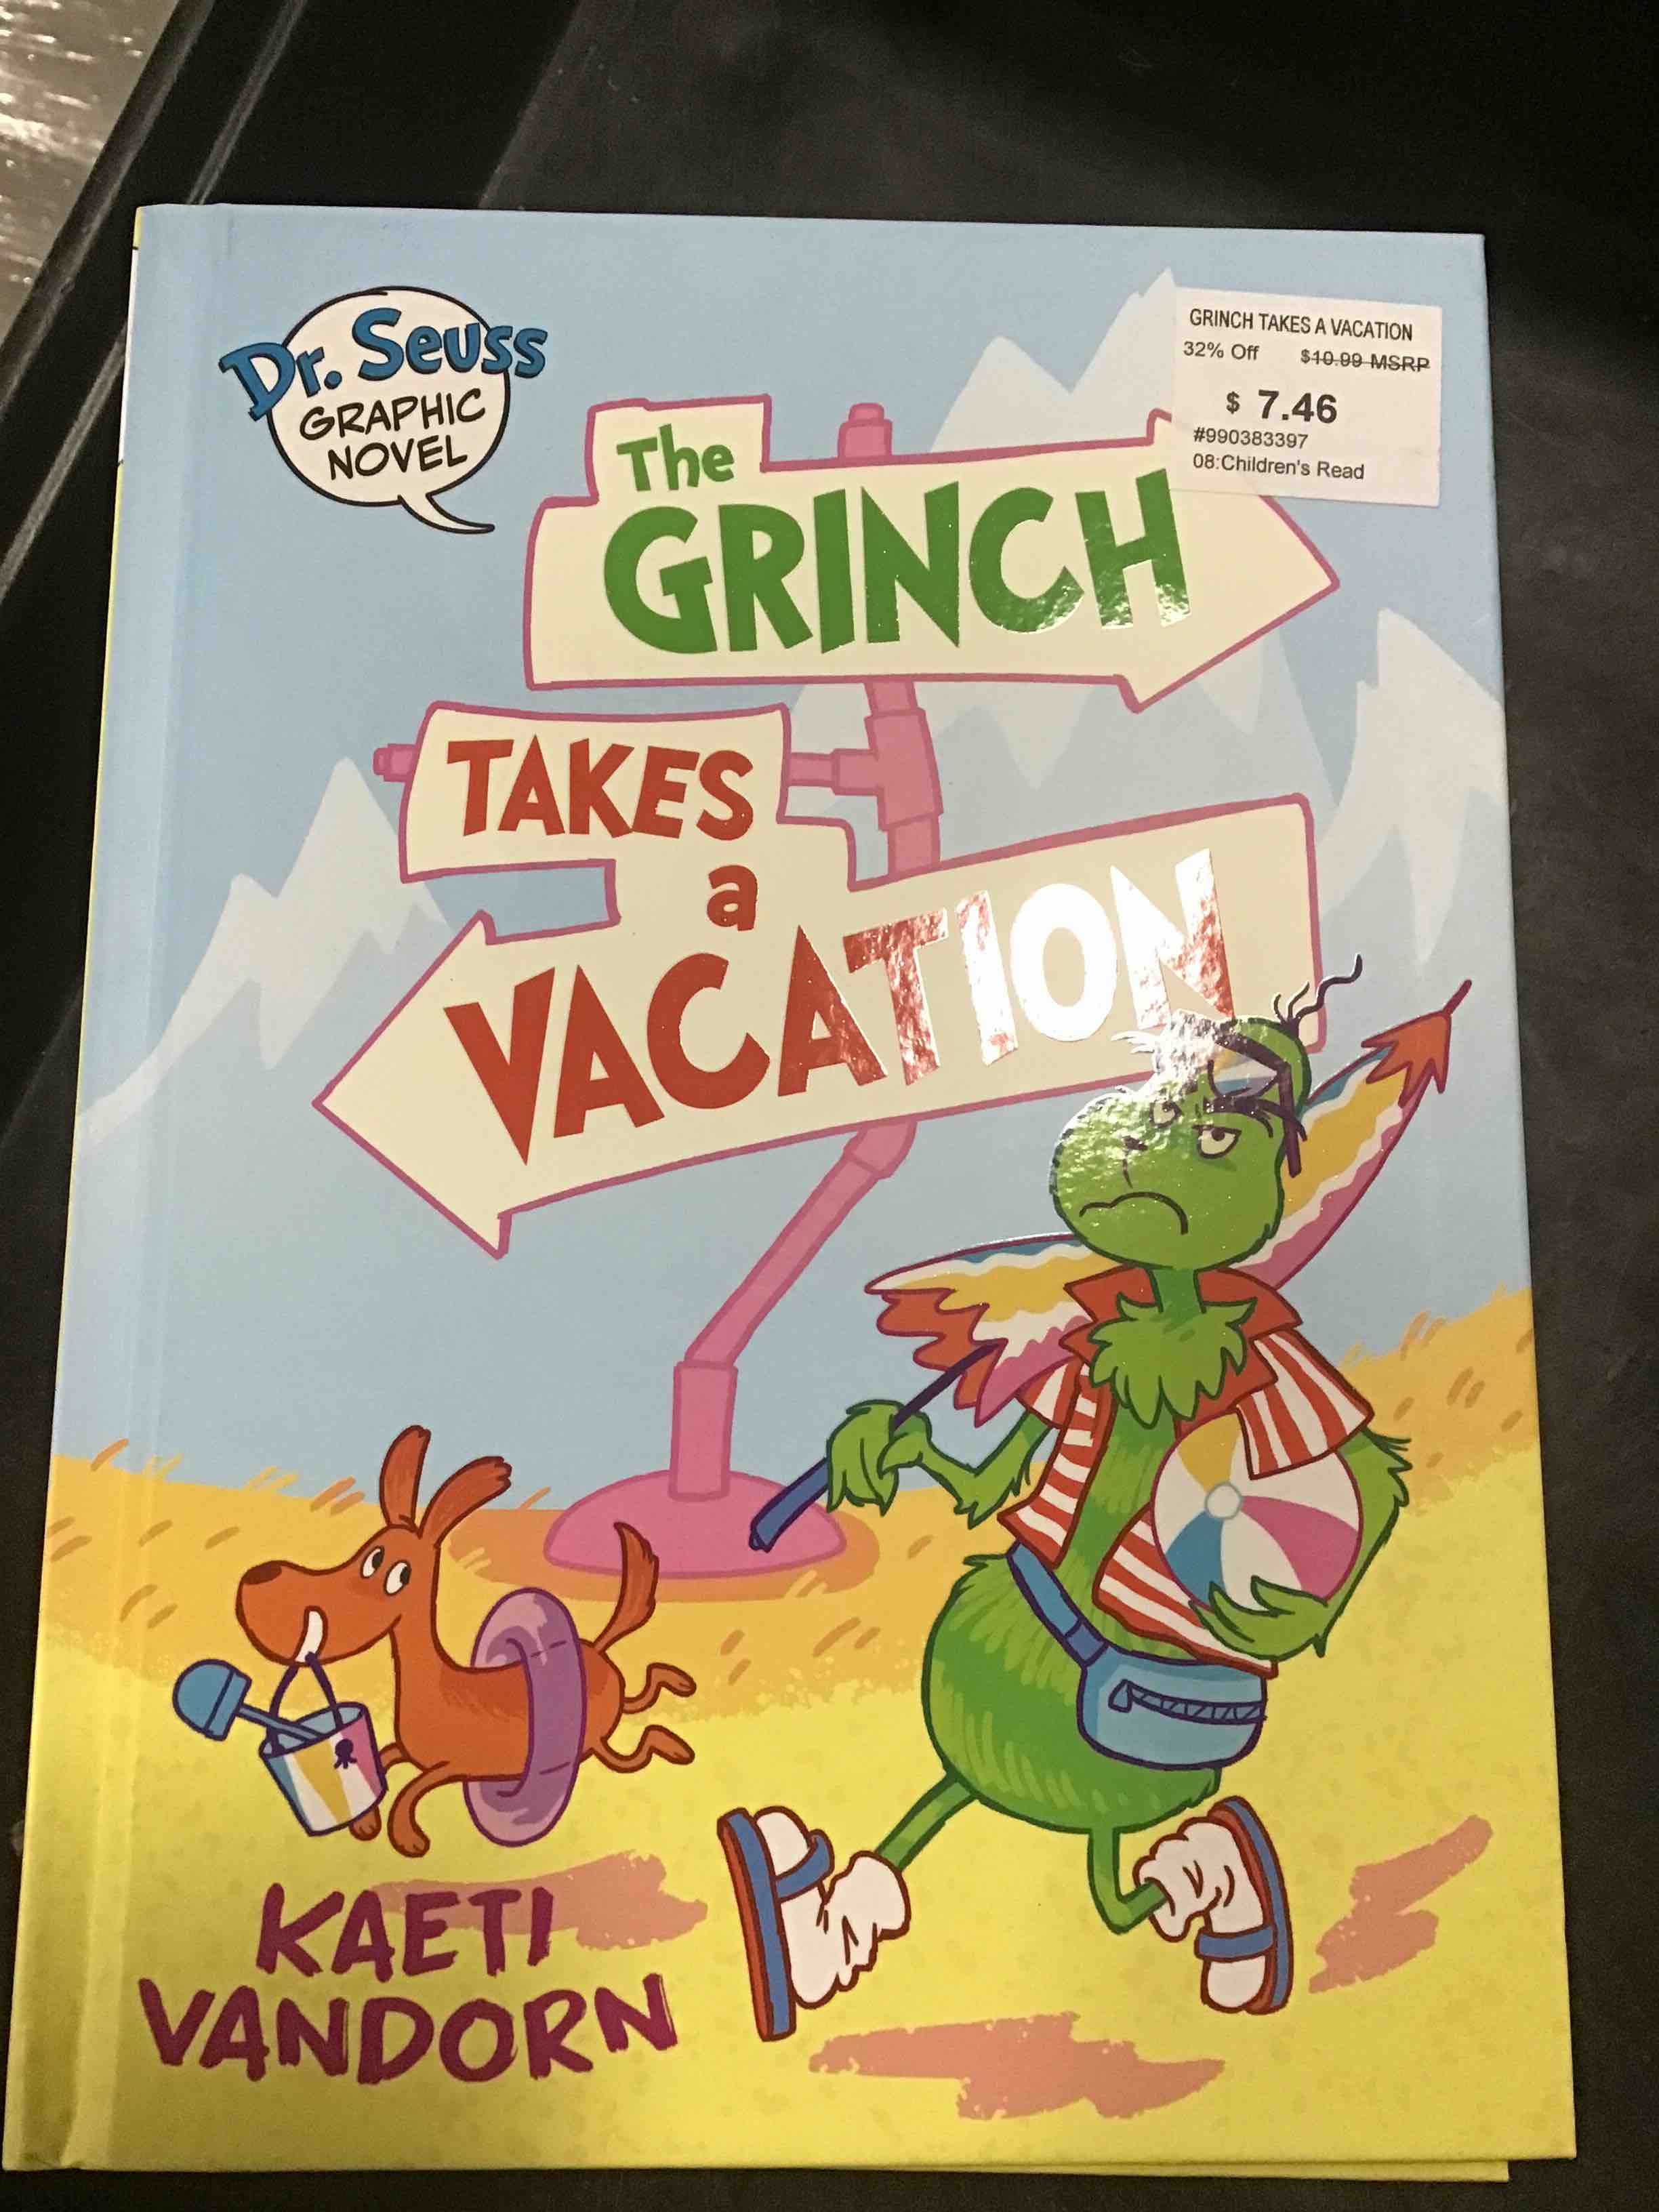 Dr. Seuss
GRAPHIC
NOVEL
GRINCH TAKES A VACATION
32% Off $10.99 MSRP
$ 7.46
#990383397
08:Children's Read
The
GRINCH
TAKES
a
VACATION
KAETI
VANDORN